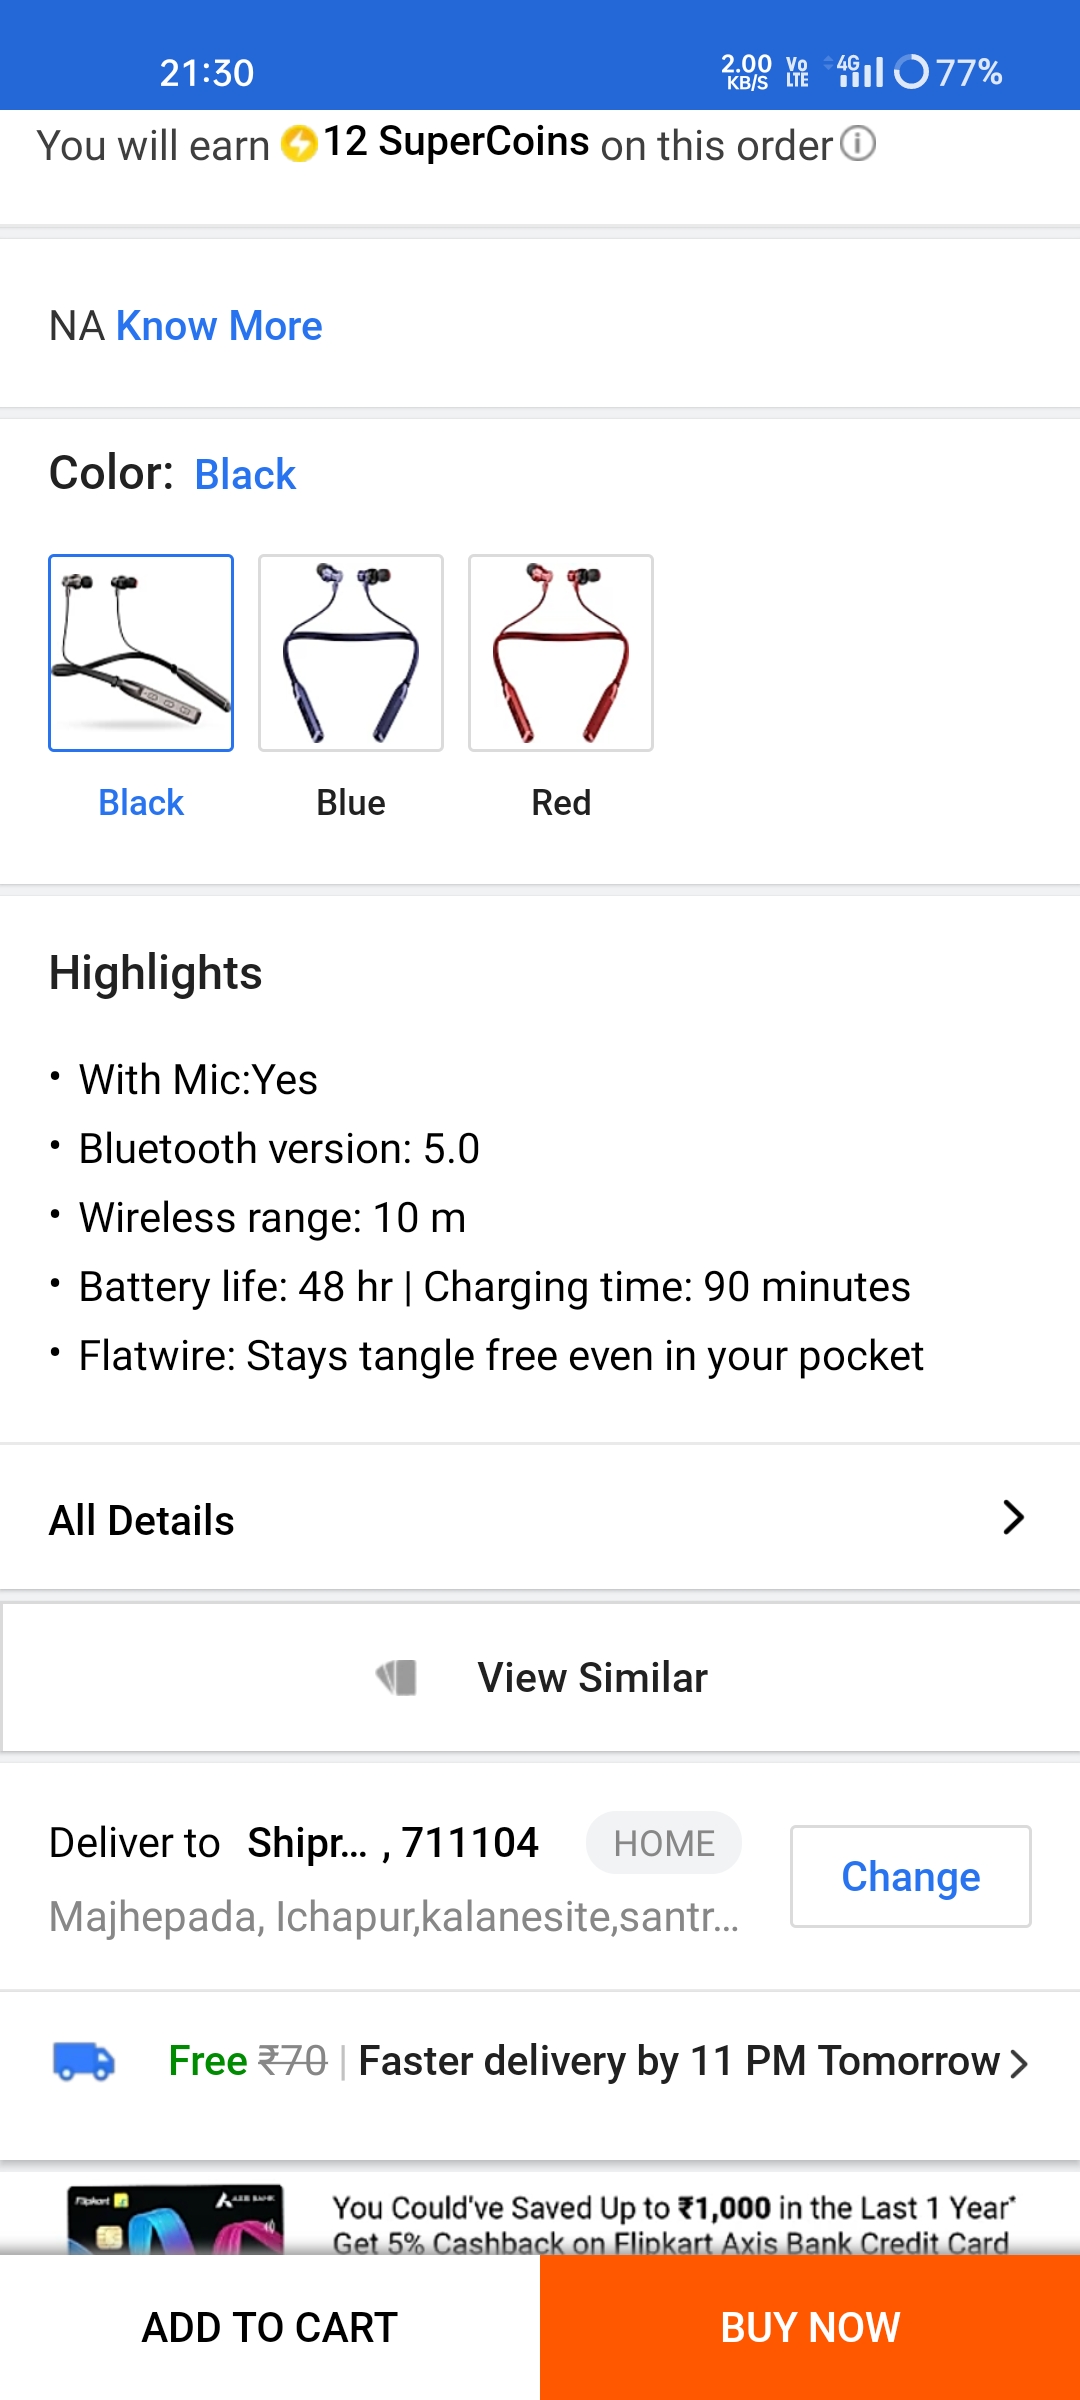 21:30
2.00 KB/S Vo LTE 4G 77%
You will earn 12 SuperCoins on this order
NA Know More
Color: Black
Black Blue Red
Highlights
• With Mic:Yes
• Bluetooth version: 5.0
• Wireless range: 10 m
• Battery life: 48 hr | Charging time: 90 minutes
• Flatwire: Stays tangle free even in your pocket
All Details
View Similar
Deliver to Shipr... , 711104 HOME
Change
Majhepada, Ichapur,kalanesite,santr...
Free ₹70 | Faster delivery by 11 PM Tomorrow
Flipkart AXIS BANK
You Could've Saved Up to ₹1,000 in the Last 1 Year*
Get 5% Cashback on Flipkart Axis Bank Credit Card
ADD TO CART BUY NOW